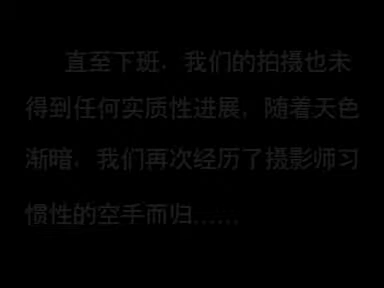 直至下班，我们的拍摄也未
得到任何实质性进展，随着天色
渐暗，我们再次经历了摄影师习
惯性的空手而归……